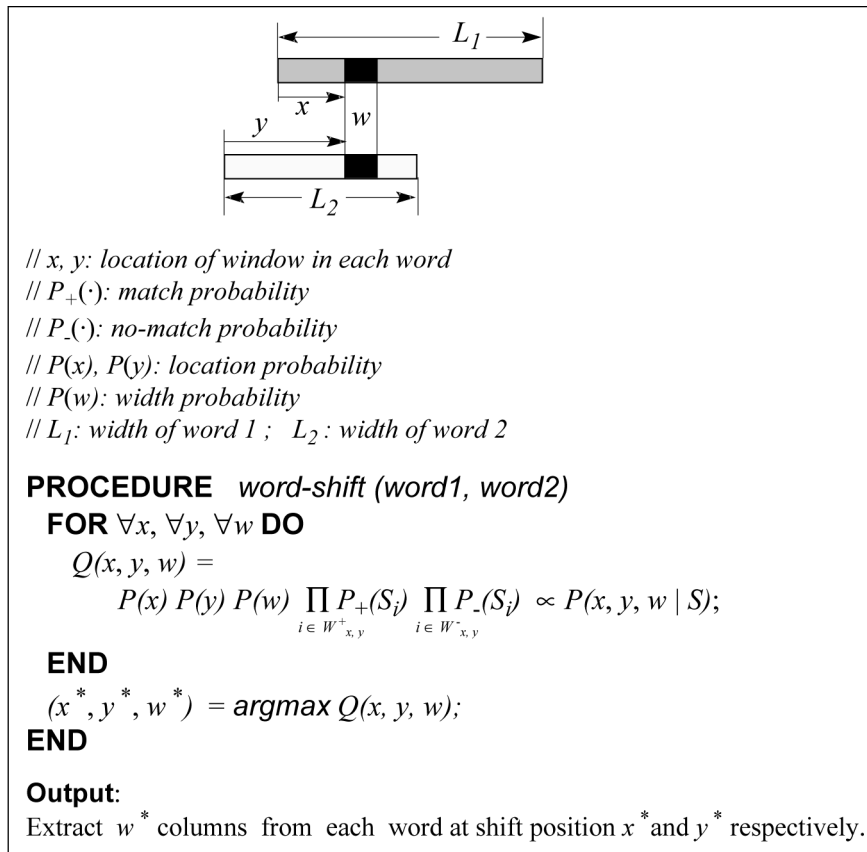 L₁
x
w
y
L₂
// x, y: location of window in each word
// P₊(·): match probability
// P₋(·): no-match probability
// P(x), P(y): location probability
// P(w): width probability
// L₁: width of word 1 ; L₂ : width of word 2
PROCEDURE word-shift (word1, word2)
FOR ∀x, ∀y, ∀w DO
Q(x, y, w) =
P(x) P(y) P(w) ∏ P₊(Sᵢ) ∏ P₋(Sᵢ) ∝ P(x, y, w | S);
i ∈ W⁺x, y i ∈ W⁻x, y
END
(x*, y*, w*) = argmax Q(x, y, w);
END
Output:
Extract w* columns from each word at shift position x* and y* respectively.